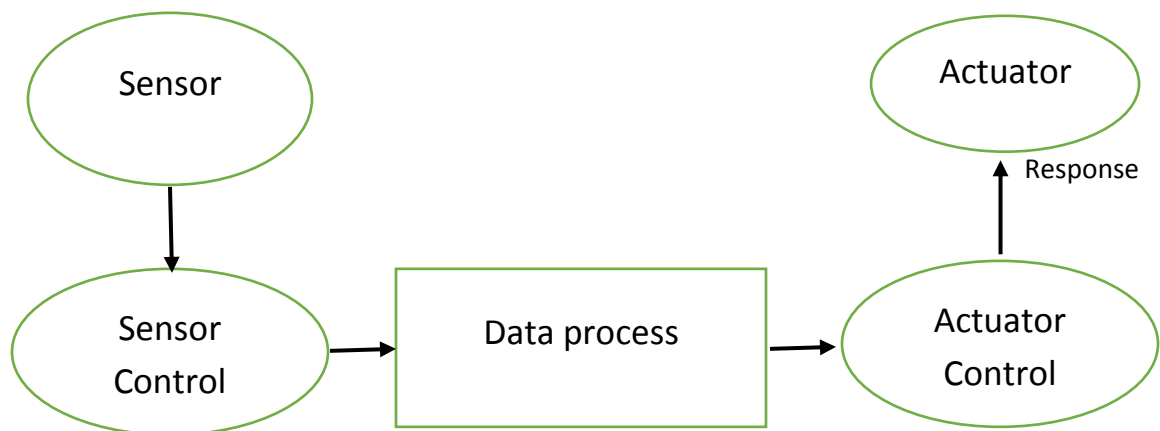 Sensor
Actuator
Response
Sensor
Control
Data process
Actuator
Control